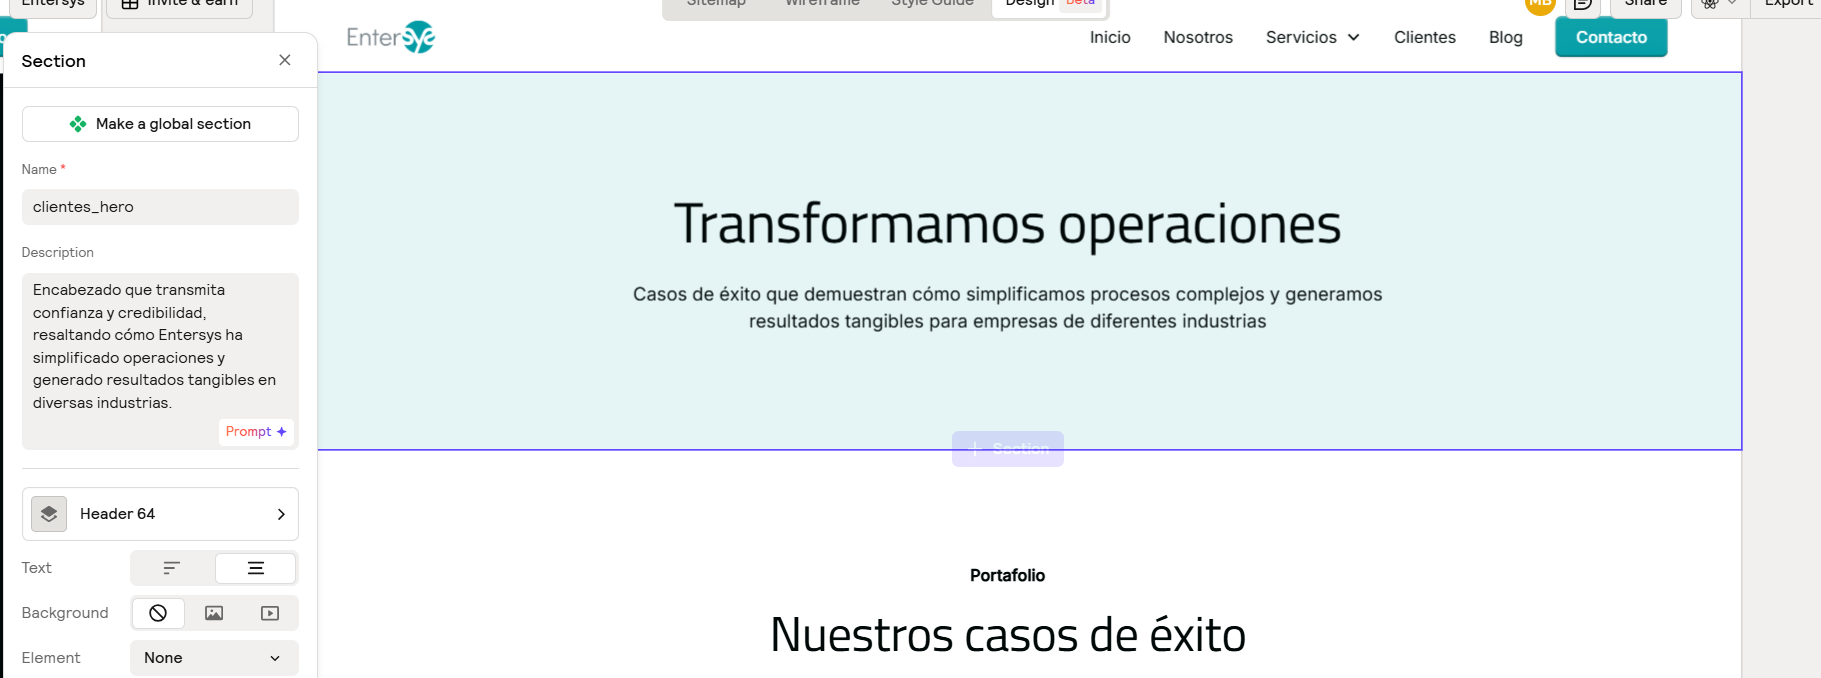 Entersys
Invite & earn
Sitemap
Wireframe
Style Guide
Design
Beta
MB
Share
Export
Section
Make a global section
Name *
clientes_hero
Description
Encabezado que transmita
confianza y credibilidad,
resaltando cómo Entersys ha
simplificado operaciones y
generado resultados tangibles en
diversas industrias.
Prompt
Header 64
Text
Background
Element
None
Entersys
Inicio
Nosotros
Servicios
Clientes
Blog
Contacto
Transformamos operaciones
Casos de éxito que demuestran cómo simplificamos procesos complejos y generamos
resultados tangibles para empresas de diferentes industrias
+ Section
Portafolio
Nuestros casos de éxito